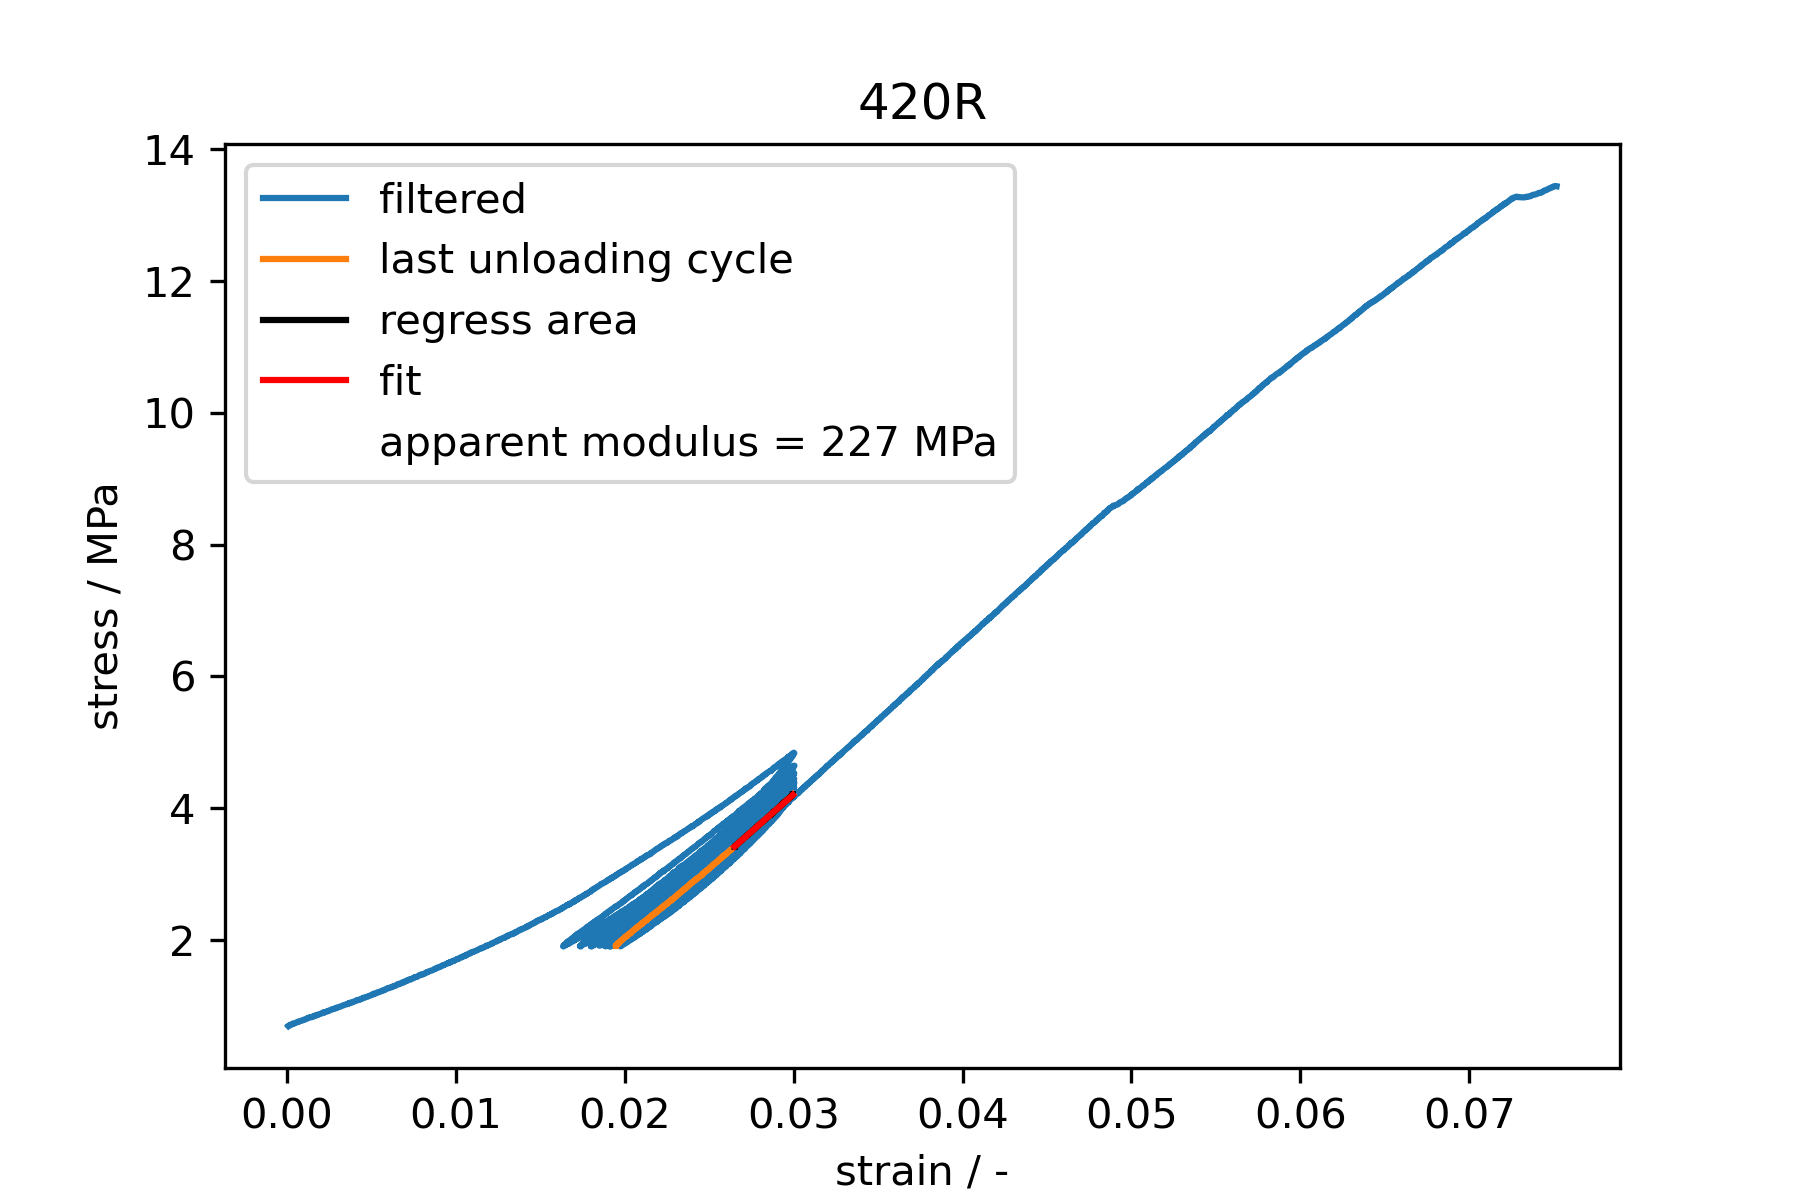 420R
14
12
10
8
6
4
2
stress / MPa
filtered
last unloading cycle
regress area
fit
apparent modulus = 227 MPa
0.00 0.01 0.02 0.03 0.04 0.05 0.06 0.07
strain / -